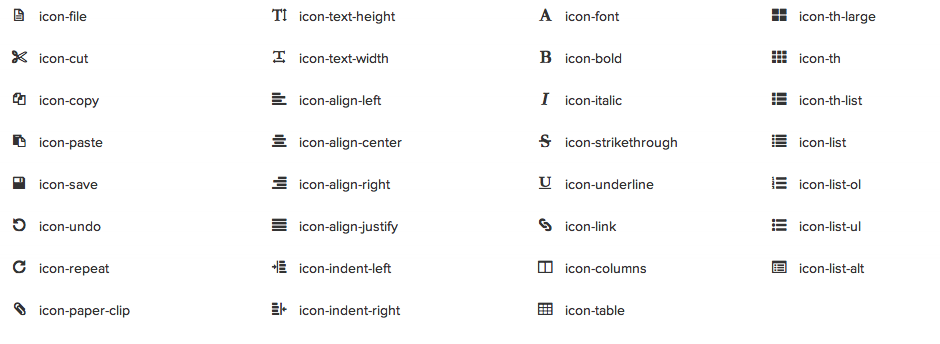 icon-file
icon-cut
icon-copy
icon-paste
icon-save
icon-undo
icon-repeat
icon-paper-clip
icon-text-height
icon-text-width
icon-align-left
icon-align-center
icon-align-right
icon-align-justify
icon-indent-left
icon-indent-right
icon-font
icon-bold
icon-italic
icon-strikethrough
icon-underline
icon-link
icon-columns
icon-table
icon-th-large
icon-th
icon-th-list
icon-list
icon-list-ol
icon-list-ul
icon-list-alt